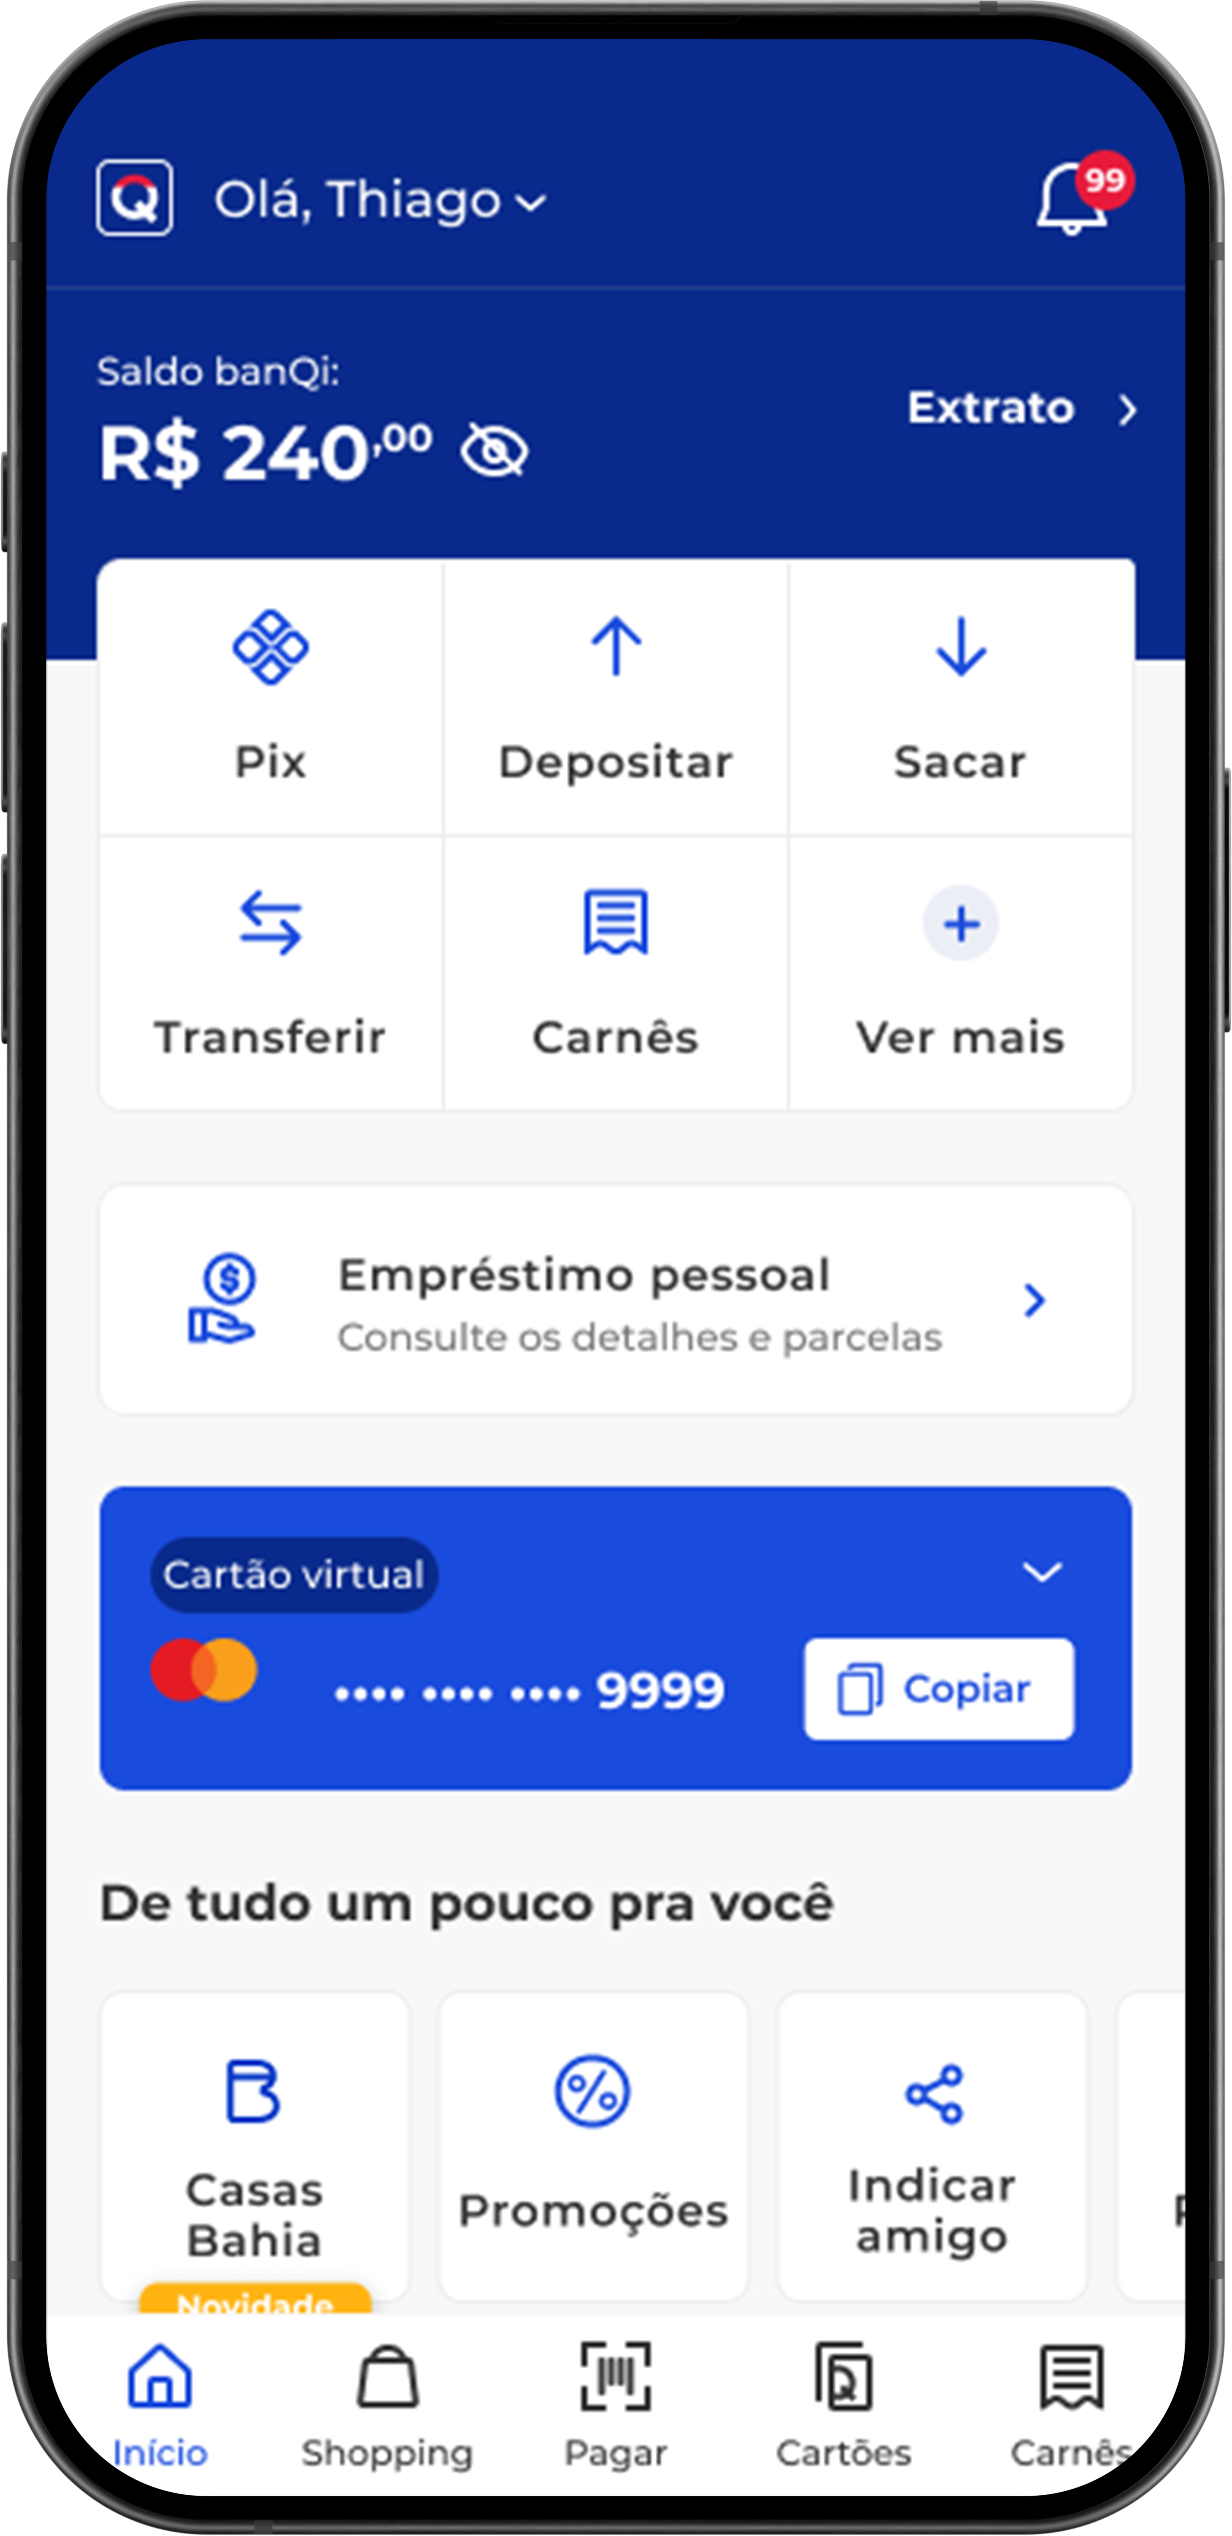 Olá, Thiago
99
Saldo banQi:
R$ 240,00
Extrato
Pix
Depositar
Sacar
Transferir
Carnês
Ver mais
Empréstimo pessoal
Consulte os detalhes e parcelas
Cartão virtual
•••• •••• •••• 9999
Copiar
De tudo um pouco pra você
Casas
Bahia
Promoções
Indicar
amigo
Novidade
Início
Shopping
Pagar
Cartões
Carnês